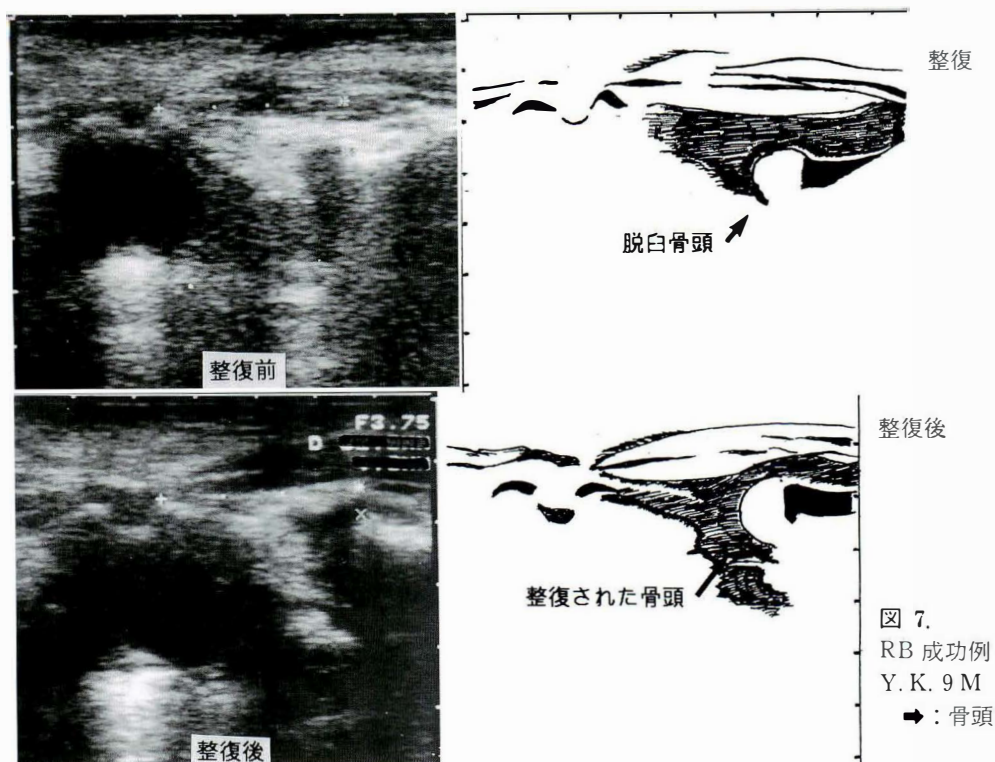 整復
脱臼骨頭
整復前
F3.75
D
整復後
整復された骨頭
整復後
図 7.
RB 成功例
Y. K. 9 M
➡：骨頭